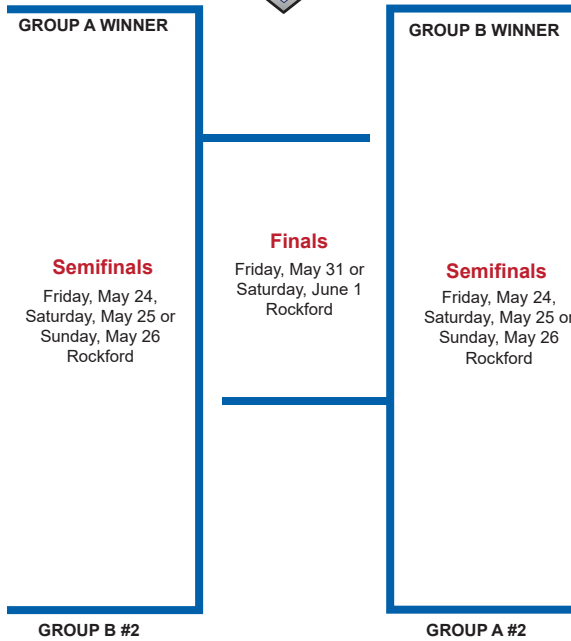 GROUP A WINNER
GROUP B WINNER
Semifinals
Friday, May 24,
Saturday, May 25 or
Sunday, May 26
Rockford
Finals
Friday, May 31 or
Saturday, June 1
Rockford
Semifinals
Friday, May 24,
Saturday, May 25 or
Sunday, May 26
Rockford
GROUP B #2
GROUP A #2